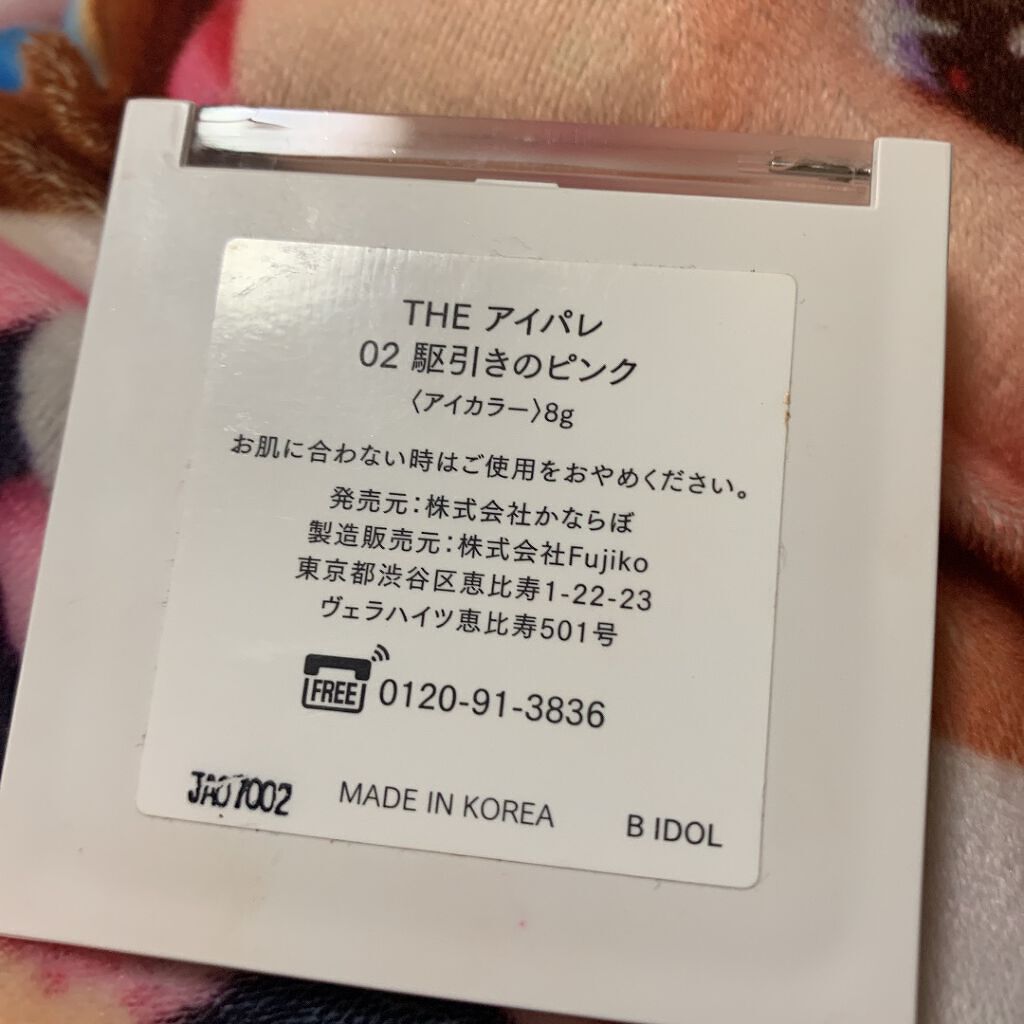 THE アイパレ
02 駆引きのピンク
〈アイカラー〉8g
お肌に合わない時はご使用をおやめください。
発売元：株式会社かならぼ
製造販売元：株式会社Fujiko
東京都渋谷区恵比寿1-22-23
ヴェラハイツ恵比寿501号
FREE 0120-91-3836
JA07002 MADE IN KOREA B IDOL